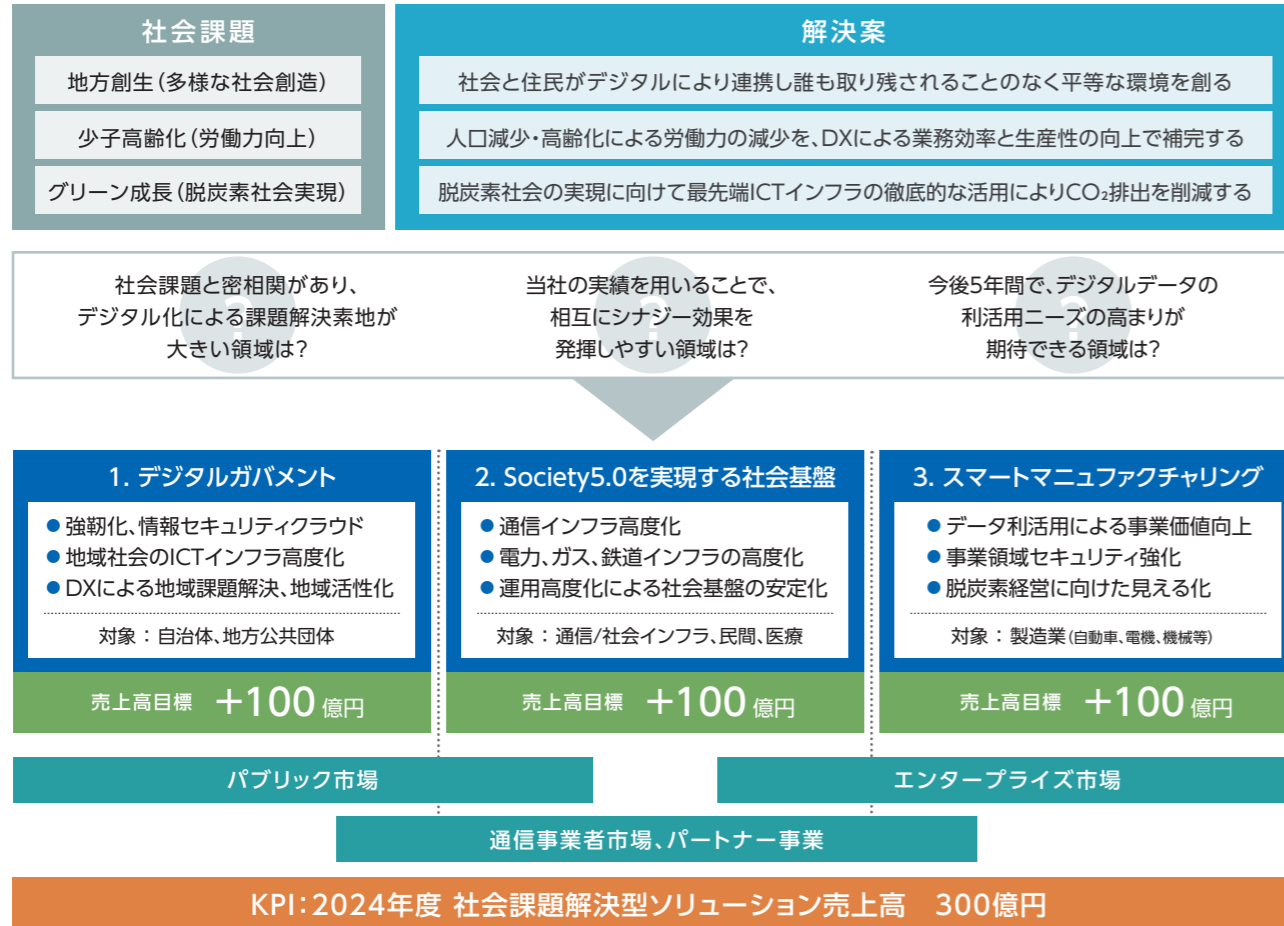 社会課題
地方創生(多様な社会創造)
少子高齢化(労働力向上)
グリーン成長(脱炭素社会実現)
解決案
社会と住民がデジタルにより連携し誰も取り残されることのなく平等な環境を創る
人口減少・高齢化による労働力の減少を、DXによる業務効率と生産性の向上で補完する
脱炭素社会の実現に向けて最先端ICTインフラの徹底的な活用によりCO₂排出を削減する
?
社会課題と密相関があり、
デジタル化による課題解決素地が
大きい領域は?
?
当社の実績を用いることで、
相互にシナジー効果を
発揮しやすい領域は?
?
今後5年間で、デジタルデータの
利活用ニーズの高まりが
期待できる領域は?
1. デジタルガバメント
●強靭化、情報セキュリティクラウド
●地域社会のICTインフラ高度化
●DXによる地域課題解決、地域活性化
対象:自治体、地方公共団体
売上高目標 +100億円
2. Society5.0を実現する社会基盤
●通信インフラ高度化
●電力、ガス、鉄道インフラの高度化
●運用高度化による社会基盤の安定化
対象:通信/社会インフラ、民間、医療
売上高目標 +100億円
3. スマートマニュファクチャリング
●データ利活用による事業価値向上
●事業領域セキュリティ強化
●脱炭素経営に向けた見える化
対象:製造業(自動車、電機、機械等)
売上高目標 +100億円
パブリック市場
エンタープライズ市場
通信事業者市場、パートナー事業
KPI:2024年度 社会課題解決型ソリューション売上高 300億円